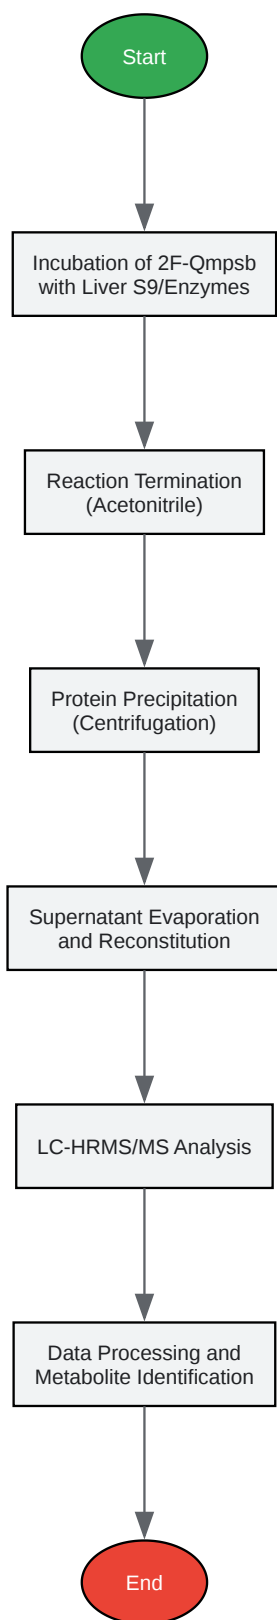 Start
Incubation of 2F-Qmpsb
with Liver S9/Enzymes
Reaction Termination
(Acetonitrile)
Protein Precipitation
(Centrifugation)
Supernatant Evaporation
and Reconstitution
LC-HRMS/MS Analysis
Data Processing and
Metabolite Identification
End